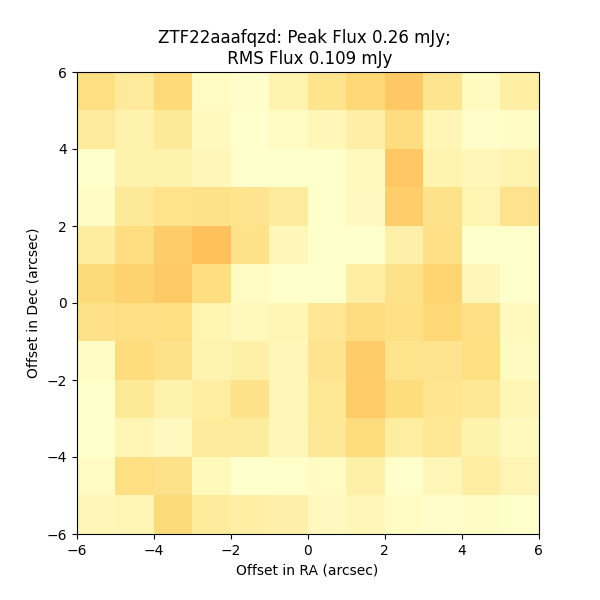 ZTF22aaafqzd: Peak Flux 0.26 mJy;
RMS Flux 0.109 mJy
6
4
2
0
−2
−4
−6
Offset in Dec (arcsec)
−6 −4 −2 0 2 4 6
Offset in RA (arcsec)